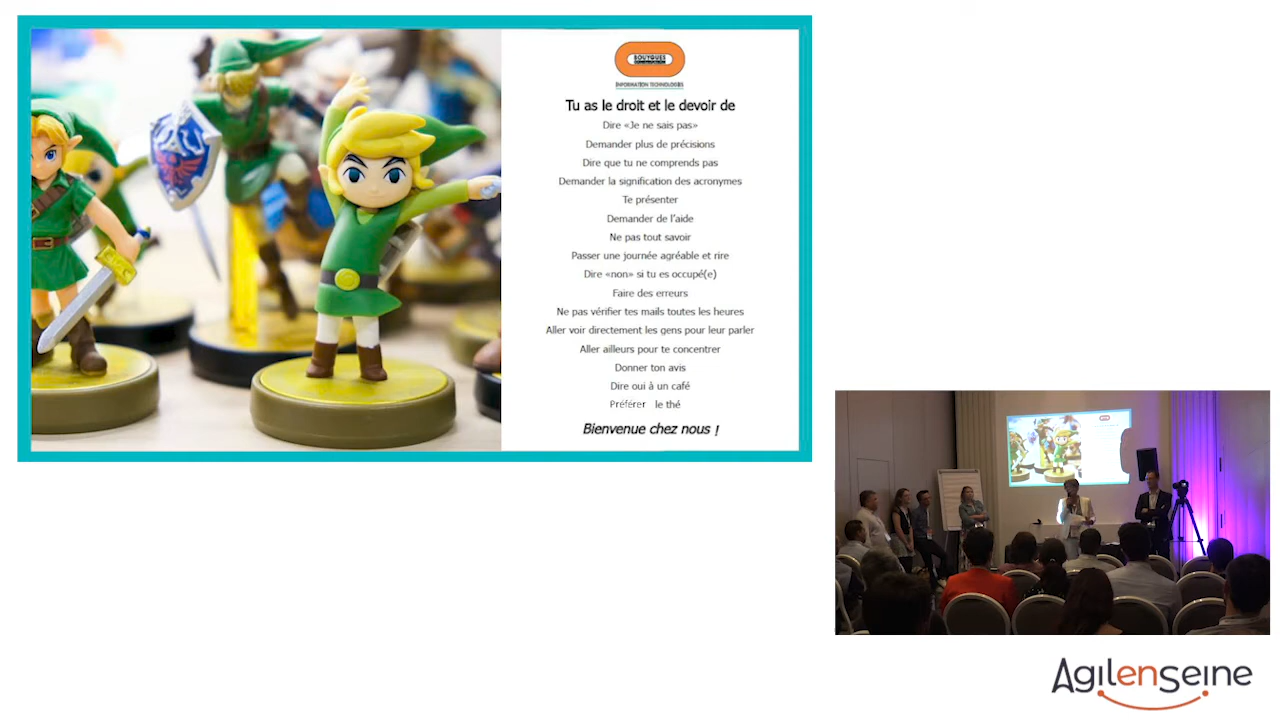 BOUYGUES
INFORMATION TECHNOLOGIES
Tu as le droit et le devoir de
Dire «Je ne sais pas»
Demander plus de précisions
Dire que tu ne comprends pas
Demander la signification des acronymes
Te présenter
Demander de l'aide
Ne pas tout savoir
Passer une journée agréable et rire
Dire «non» si tu es occupé(e)
Faire des erreurs
Ne pas vérifier tes mails toutes les heures
Aller voir directement les gens pour leur parler
Aller ailleurs pour te concentrer
Donner ton avis
Dire oui à un café
Préférer le thé
Bienvenue chez nous !
Agilenseine